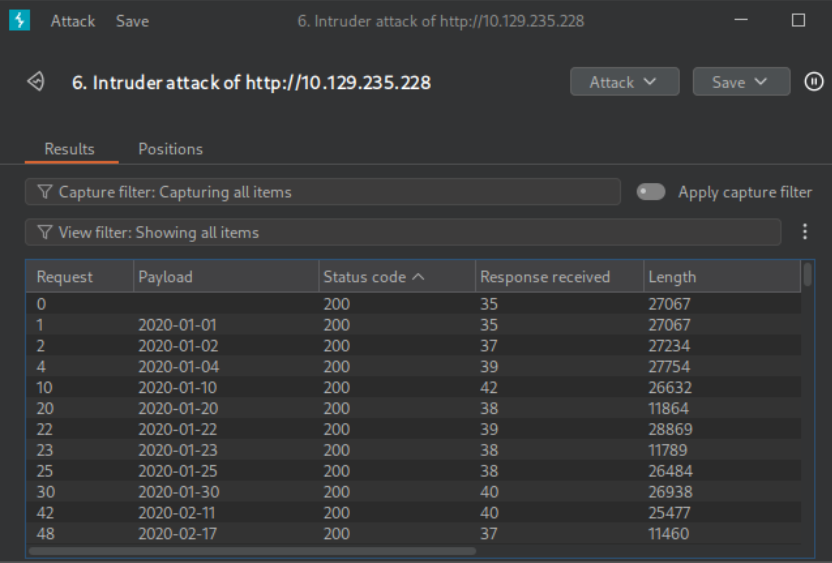 Attack Save 6. Intruder attack of http://10.129.235.228
6. Intruder attack of http://10.129.235.228 Attack Save
Results Positions
Capture filter: Capturing all items Apply capture filter
View filter: Showing all items
Request Payload Status code Response received Length
0 200 35 27067
1 2020-01-01 200 35 27067
2 2020-01-02 200 37 27234
4 2020-01-04 200 39 27754
10 2020-01-10 200 42 26632
20 2020-01-20 200 38 11864
22 2020-01-22 200 39 28869
23 2020-01-23 200 38 11789
25 2020-01-25 200 38 26484
30 2020-01-30 200 40 26938
42 2020-02-11 200 40 25477
48 2020-02-17 200 37 11460